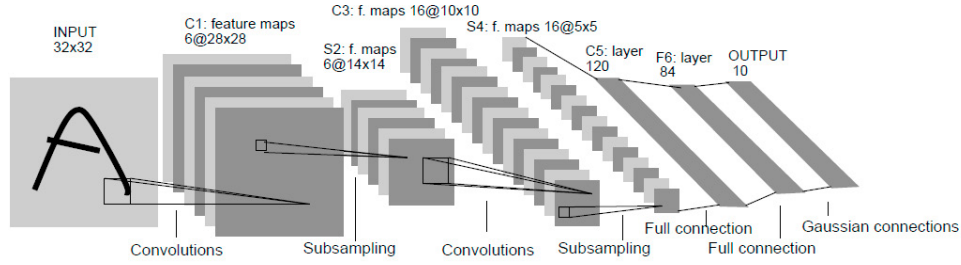 INPUT
32x32
C1: feature maps
6@28x28
S2: f. maps
6@14x14
C3: f. maps 16@10x10
S4: f. maps 16@5x5
C5: layer
120
F6: layer
84
OUTPUT
10
Convolutions
Subsampling
Convolutions
Subsampling
Full connection
Full connection
Gaussian connections
A